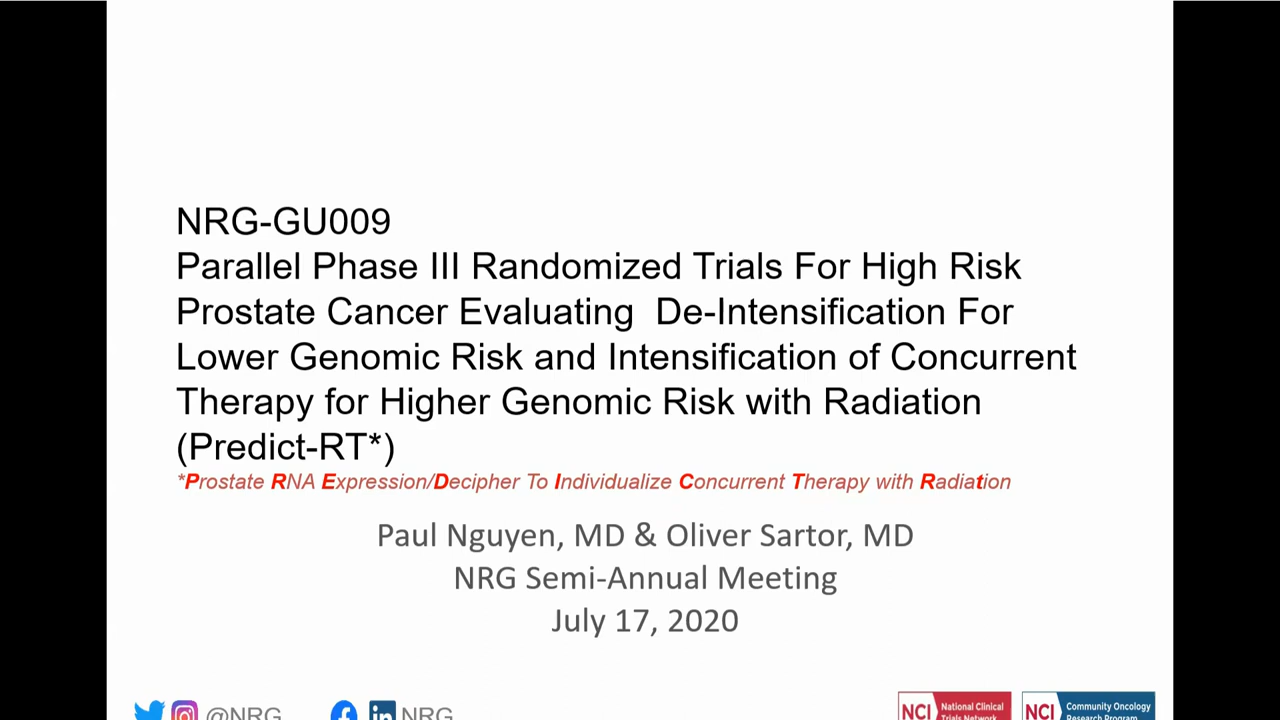 NRG-GU009
Parallel Phase III Randomized Trials For High Risk
Prostate Cancer Evaluating  De-Intensification For
Lower Genomic Risk and Intensification of Concurrent
Therapy for Higher Genomic Risk with Radiation
(Predict-RT*)
*Prostate RNA Expression/Decipher To Individualize Concurrent Therapy with Radiation
Paul Nguyen, MD & Oliver Sartor, MD
NRG Semi-Annual Meeting
July 17, 2020
@NRG
NRG
NCI National Clinical
Trials Network
NCI Community Oncology
Research Program